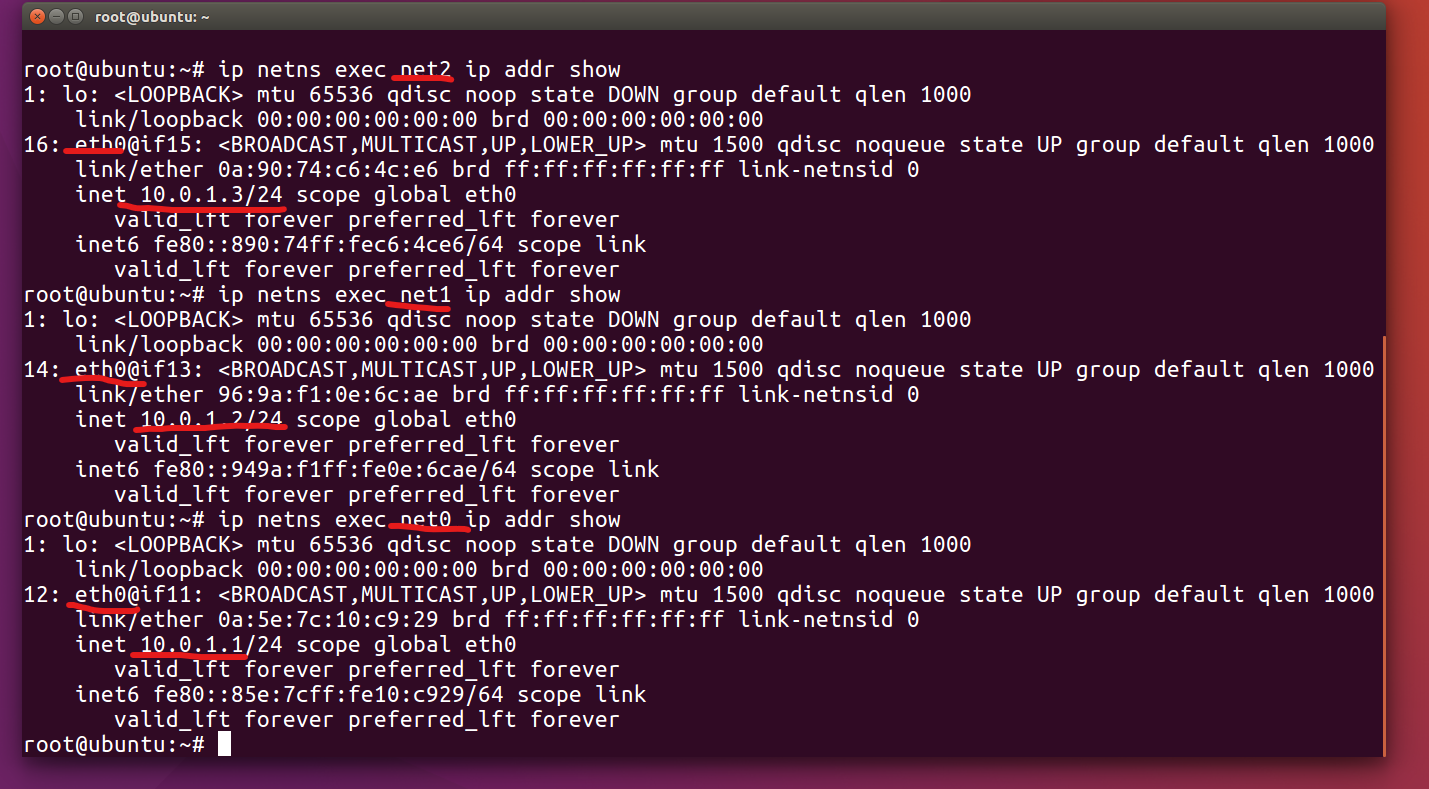 root@ubuntu: ~
root@ubuntu:~# ip netns exec net2 ip addr show
1: lo: <LOOPBACK> mtu 65536 qdisc noop state DOWN group default qlen 1000
    link/loopback 00:00:00:00:00:00 brd 00:00:00:00:00:00
16: eth0@if15: <BROADCAST,MULTICAST,UP,LOWER_UP> mtu 1500 qdisc noqueue state UP group default qlen 1000
    link/ether 0a:90:74:c6:4c:e6 brd ff:ff:ff:ff:ff:ff link-netnsid 0
    inet 10.0.1.3/24 scope global eth0
       valid_lft forever preferred_lft forever
    inet6 fe80::890:74ff:fec6:4ce6/64 scope link
       valid_lft forever preferred_lft forever
root@ubuntu:~# ip netns exec net1 ip addr show
1: lo: <LOOPBACK> mtu 65536 qdisc noop state DOWN group default qlen 1000
    link/loopback 00:00:00:00:00:00 brd 00:00:00:00:00:00
14: eth0@if13: <BROADCAST,MULTICAST,UP,LOWER_UP> mtu 1500 qdisc noqueue state UP group default qlen 1000
    link/ether 96:9a:f1:0e:6c:ae brd ff:ff:ff:ff:ff:ff link-netnsid 0
    inet 10.0.1.2/24 scope global eth0
       valid_lft forever preferred_lft forever
    inet6 fe80::949a:f1ff:fe0e:6cae/64 scope link
       valid_lft forever preferred_lft forever
root@ubuntu:~# ip netns exec net0 ip addr show
1: lo: <LOOPBACK> mtu 65536 qdisc noop state DOWN group default qlen 1000
    link/loopback 00:00:00:00:00:00 brd 00:00:00:00:00:00
12: eth0@if11: <BROADCAST,MULTICAST,UP,LOWER_UP> mtu 1500 qdisc noqueue state UP group default qlen 1000
    link/ether 0a:5e:7c:10:c9:29 brd ff:ff:ff:ff:ff:ff link-netnsid 0
    inet 10.0.1.1/24 scope global eth0
       valid_lft forever preferred_lft forever
    inet6 fe80::85e:7cff:fe10:c929/64 scope link
       valid_lft forever preferred_lft forever
root@ubuntu:~#